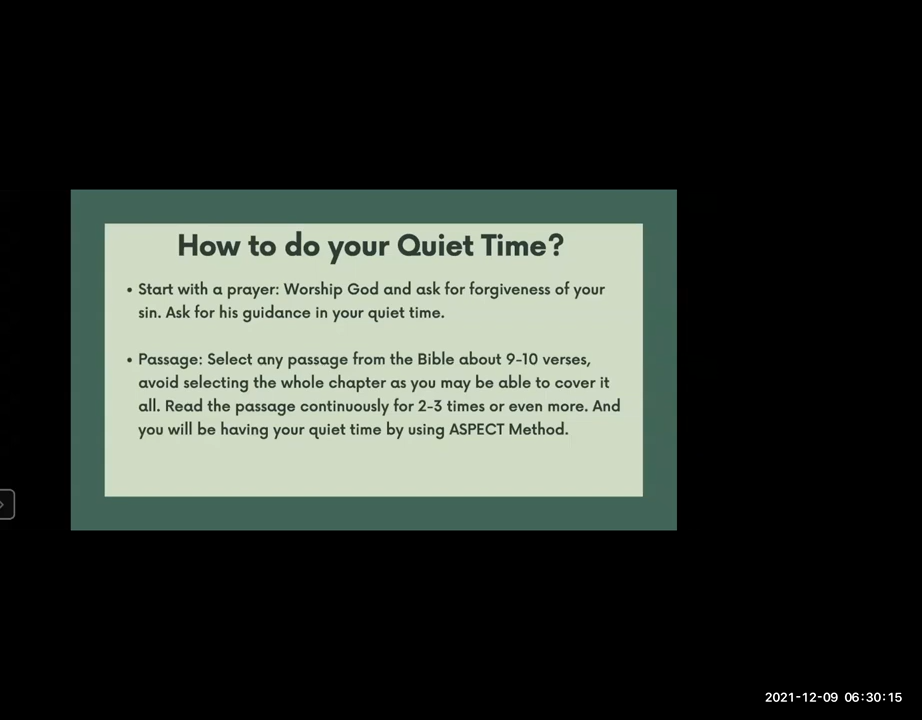 How to do your Quiet Time?
• Start with a prayer: Worship God and ask for forgiveness of your
sin. Ask for his guidance in your quiet time.
• Passage: Select any passage from the Bible about 9-10 verses,
avoid selecting the whole chapter as you may be able to cover it
all. Read the passage continuously for 2-3 times or even more. And
you will be having your quiet time by using ASPECT Method.
2021-12-09 06:30:15